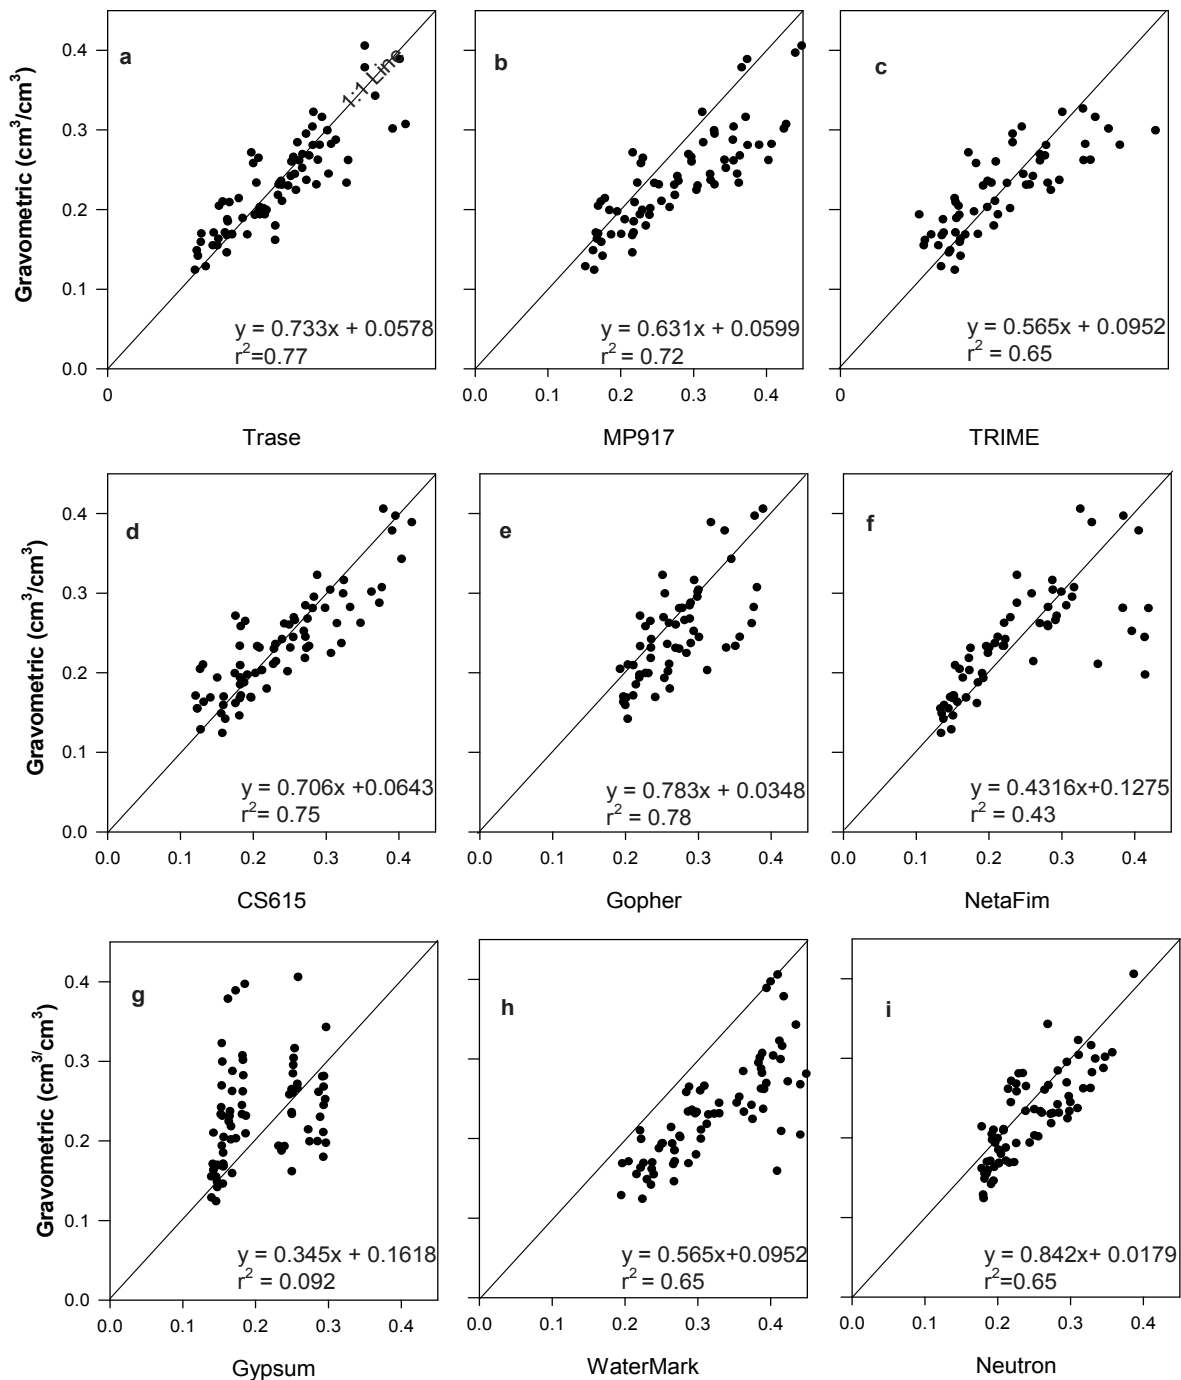 a
1:1 Line
Gravometric (cm³/cm³)
0.4
0.3
0.2
0.1
0.0
y = 0.733x + 0.0578
r²=0.77
0
Trase
b
y = 0.631x + 0.0599
r² = 0.72
0.0 0.1 0.2 0.3 0.4
MP917
c
y = 0.565x + 0.0952
r² = 0.65
0
TRIME
d
Gravometric (cm³/cm³)
0.4
0.3
0.2
0.1
0.0
y = 0.706x +0.0643
r²= 0.75
0.0 0.1 0.2 0.3 0.4
CS615
e
y = 0.783x + 0.0348
r² = 0.78
0.0 0.1 0.2 0.3 0.4
Gopher
f
y = 0.4316x+0.1275
r² = 0.43
0.0 0.1 0.2 0.3 0.4
NetaFim
g
Gravometric (cm³/cm³)
0.4
0.3
0.2
0.1
0.0
y = 0.345x + 0.1618
r² = 0.092
0.0 0.1 0.2 0.3 0.4
Gypsum
h
y = 0.565x+0.0952
r² = 0.65
0.0 0.1 0.2 0.3 0.4
WaterMark
i
y = 0.842x+ 0.0179
r²=0.65
0.0 0.1 0.2 0.3 0.4
Neutron